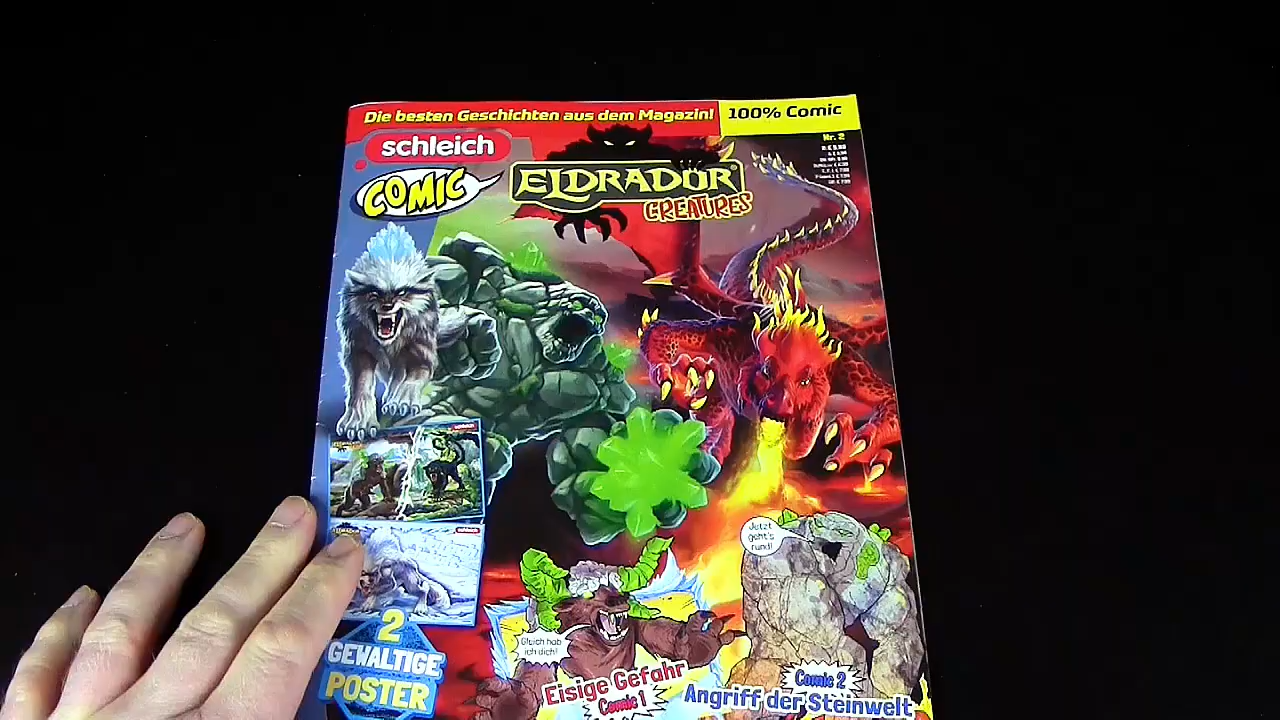 Die besten Geschichten aus dem Magazin!
100% Comic
Nr. 2
schleich
COMIC
ELDRADOR®
CREATURES
Jetzt
geht's
rund!
Gleich hab
ich dich!
2
GEWALTIGE
POSTER
Eisige Gefahr
Comic 1
Comic 2
Angriff der Steinwelt